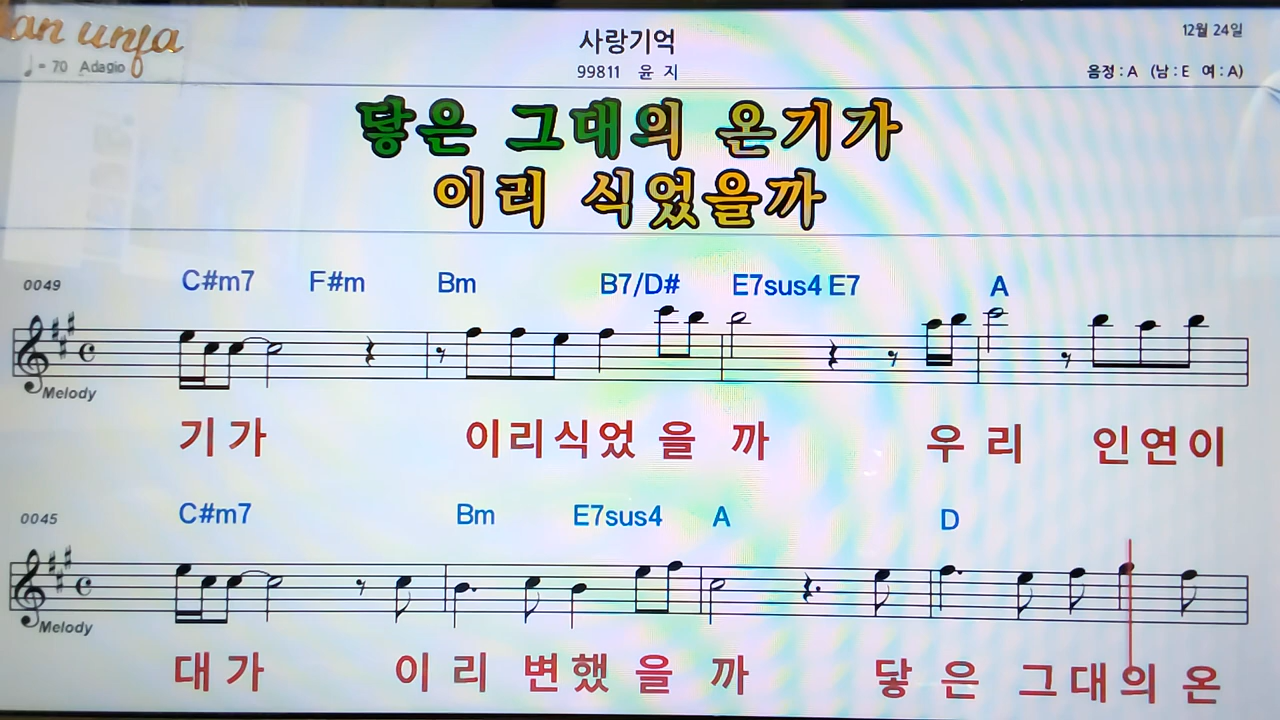 12월 24일
사랑기억
♩= 70 Adagio
99811 윤 지
음정 : A (남 : E 여 : A)
닿은 그대의 온기가
이리 식었을까
0049 C#m7 F#m Bm B7/D# E7sus4 E7 A
Melody
기 가 이리식었 을 까 우 리 인연이
0045 C#m7 Bm E7sus4 A D
Melody
대 가 이 리 변했 을 까 닿 은 그대의 온